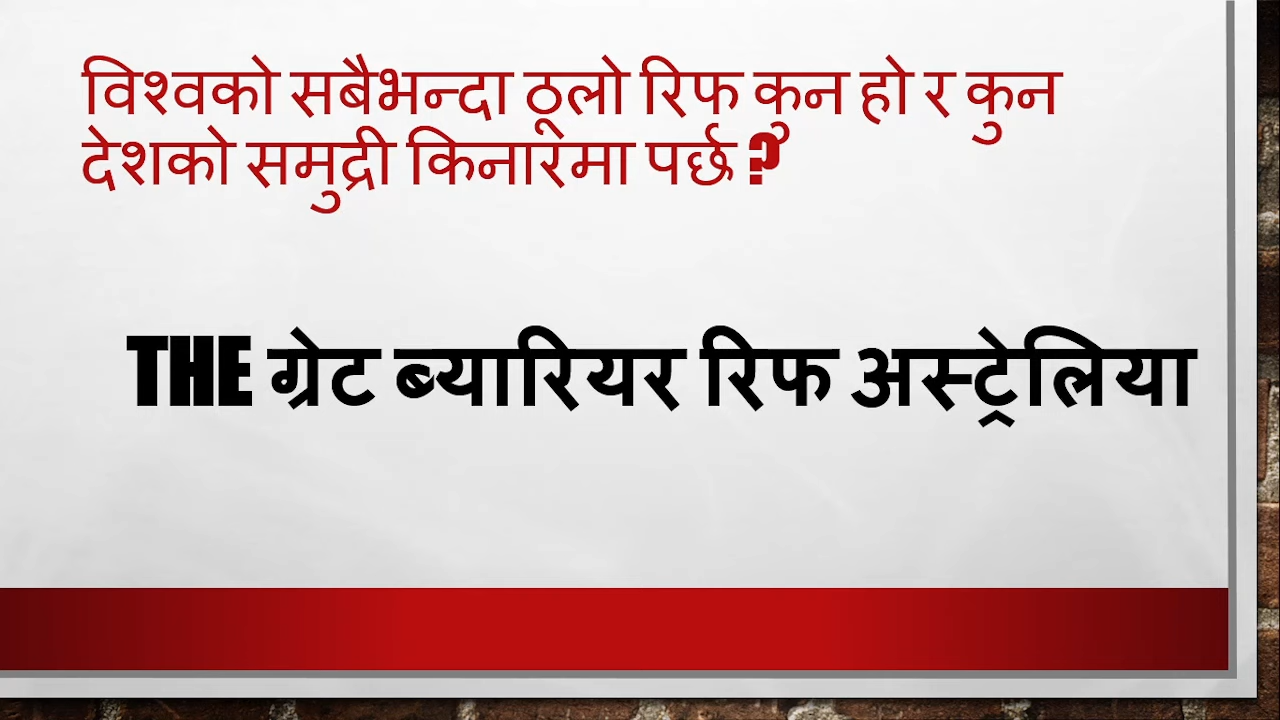 विश्वको सबैभन्दा ठूलो रिफ कुन हो र कुन
देशको समुद्री किनारमा पर्छ ?
THE ग्रेट ब्यारियर रिफ अस्ट्रेलिया